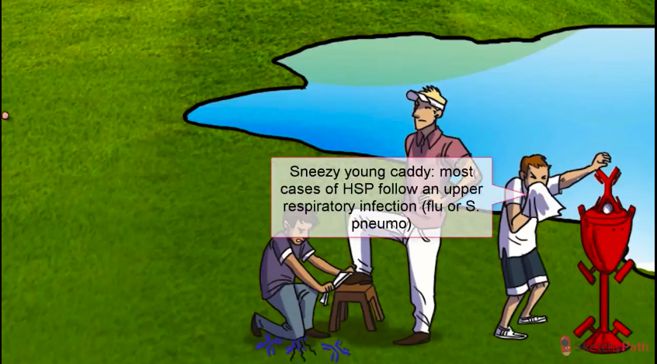 Sneezy young caddy: most
cases of HSP follow an upper
respiratory infection (flu or S.
pneumo)